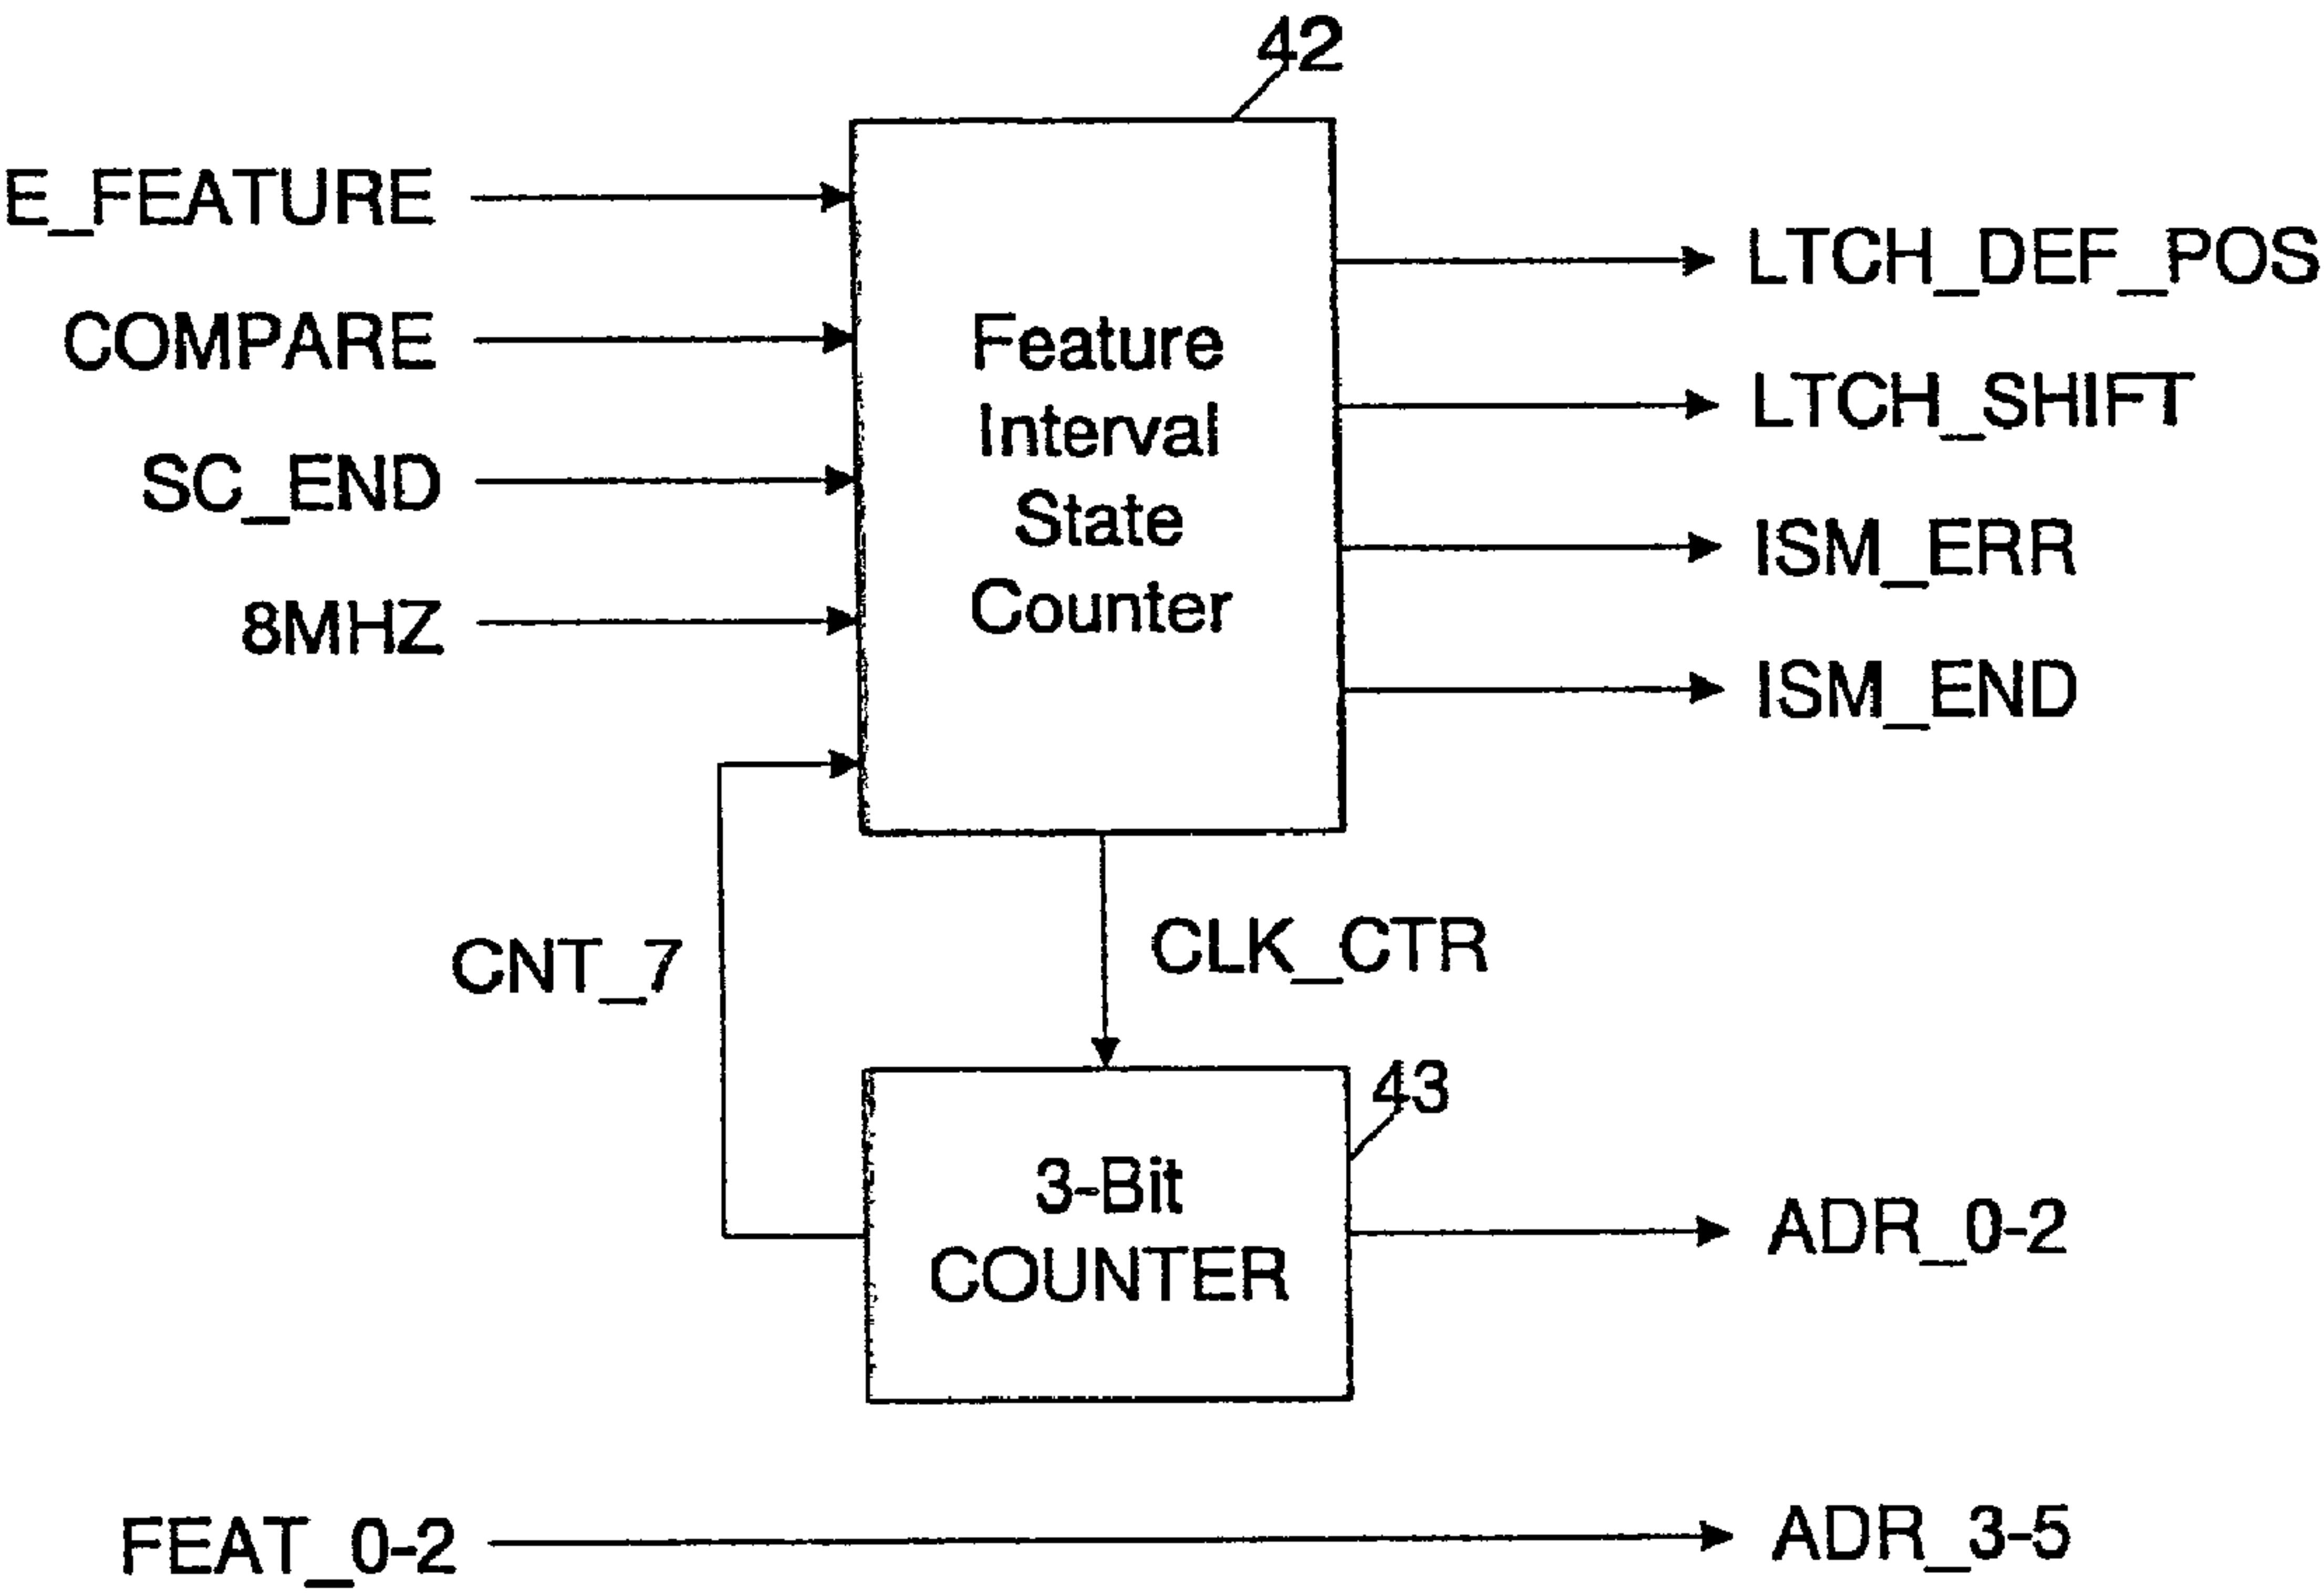 42
E_FEATURE
LTCH_DEF_POS
COMPARE
Feature
Interval
State
Counter
LTCH_SHIFT
SC_END
ISM_ERR
8MHZ
ISM_END
CNT_7
CLK_CTR
43
3-Bit
COUNTER
ADR_0-2
FEAT_0-2
ADR_3-5